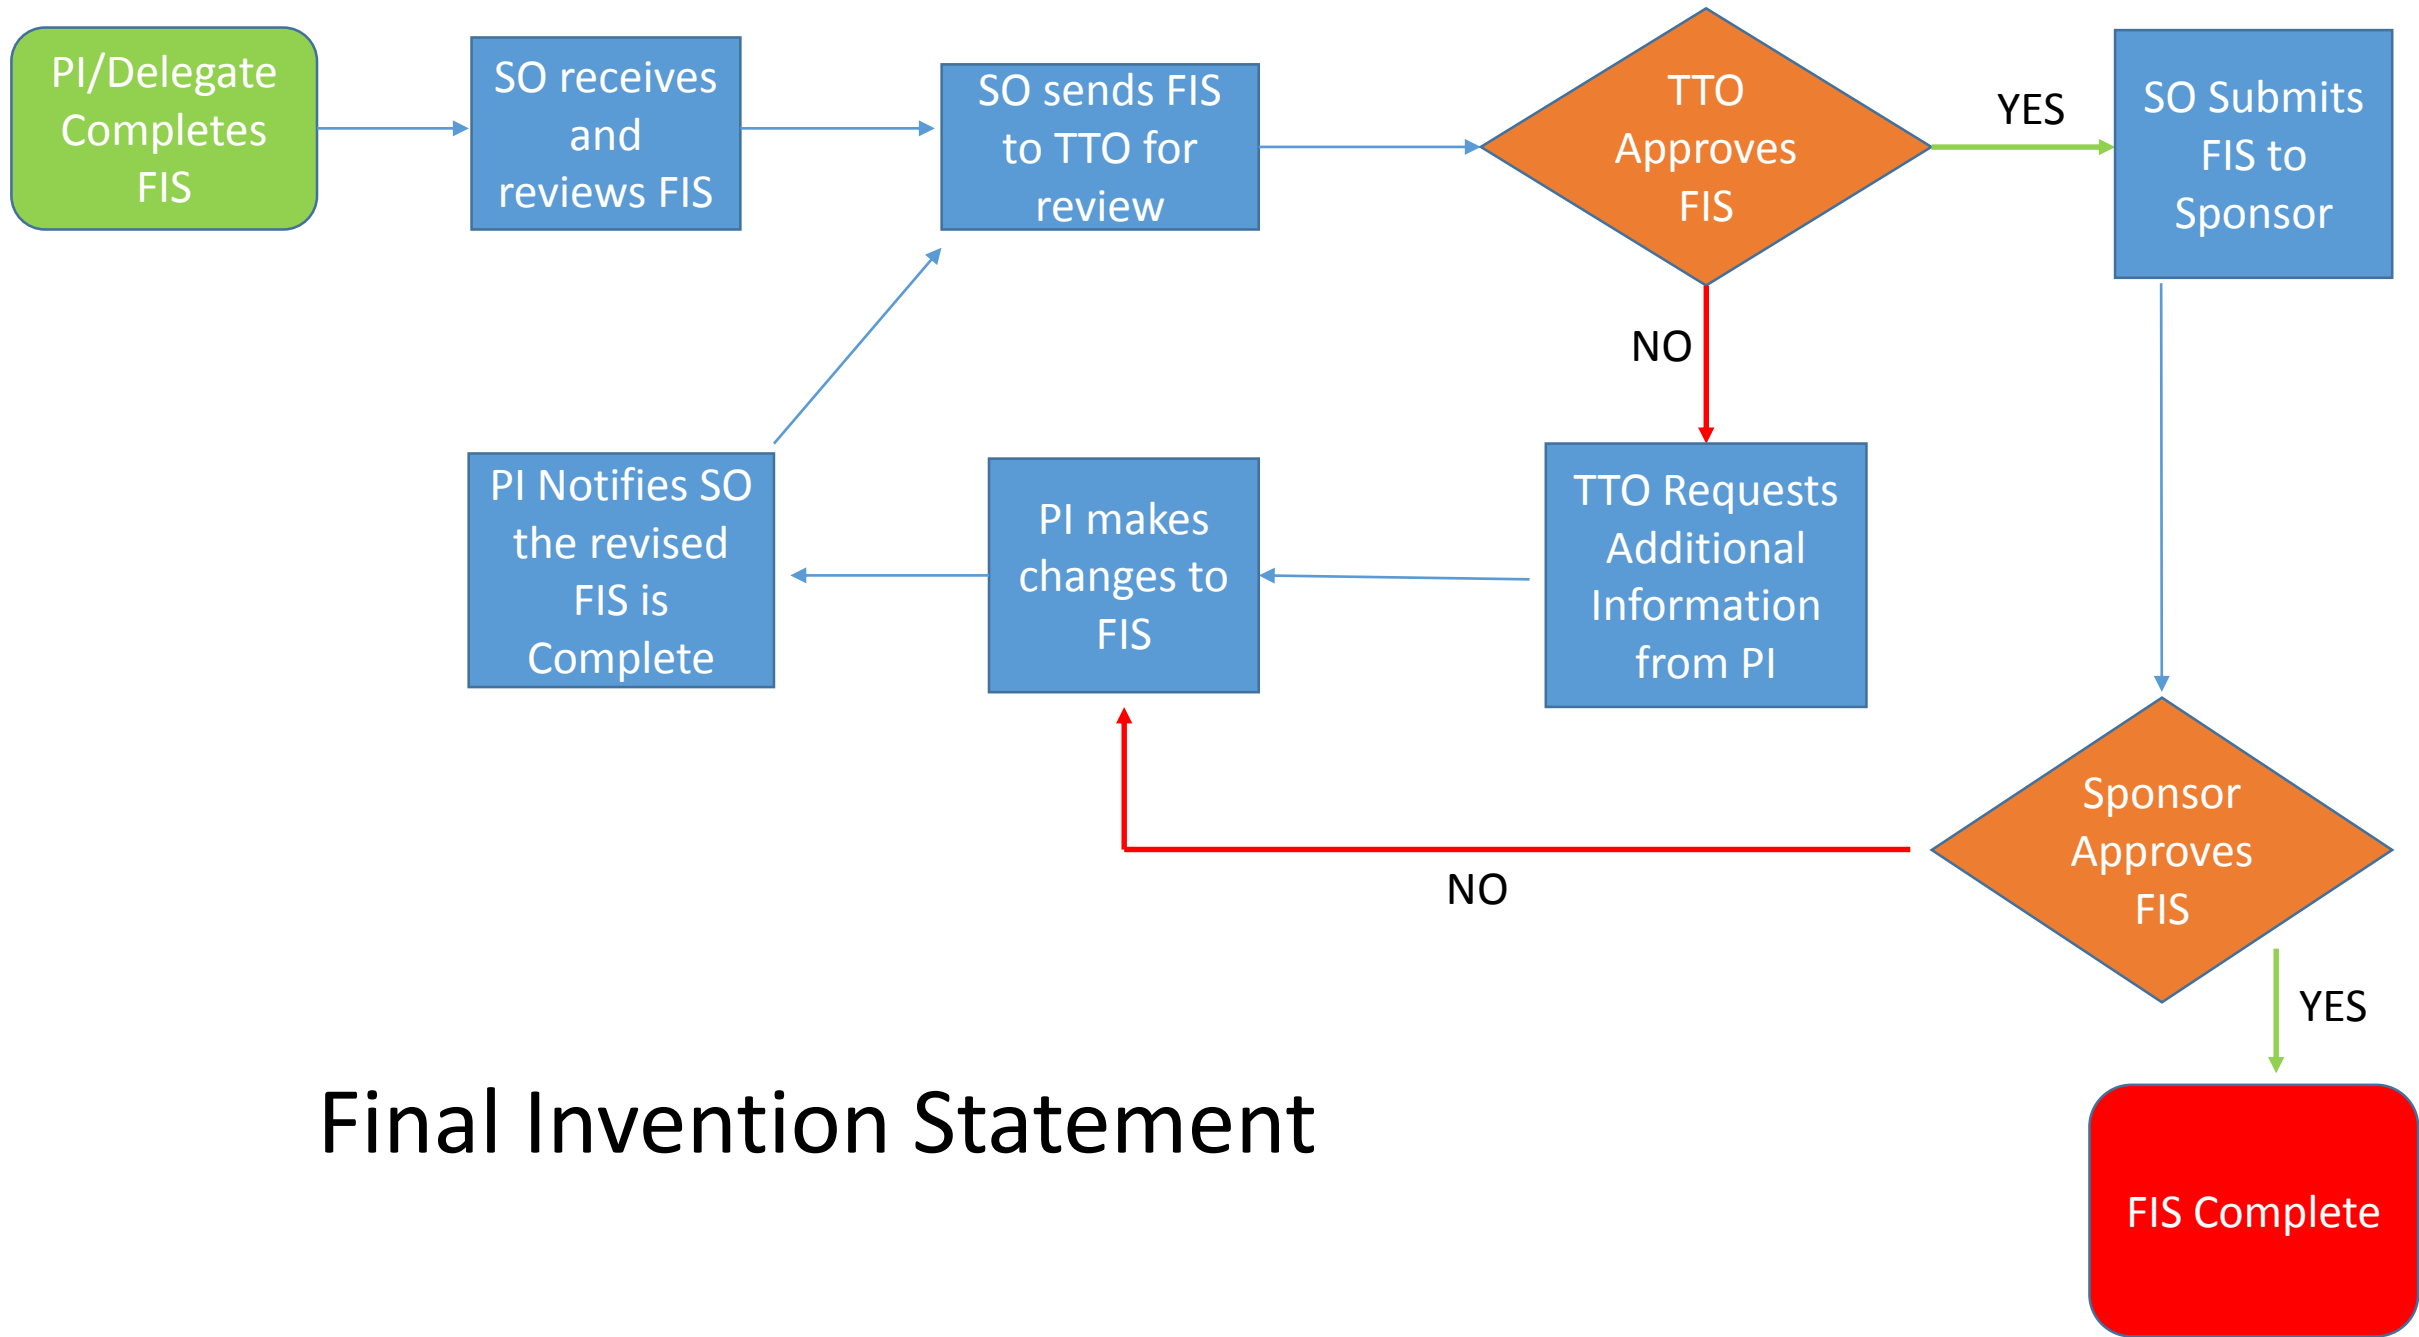 PI/Delegate
Completes
FIS
SO receives
and
reviews FIS
SO sends FIS
to TTO for
review
TTO
Approves
FIS
YES
SO Submits
FIS to
Sponsor
NO
PI Notifies SO
the revised
FIS is
Complete
PI makes
changes to
FIS
TTO Requests
Additional
Information
from PI
Sponsor
Approves
FIS
NO
YES
Final Invention Statement
FIS Complete